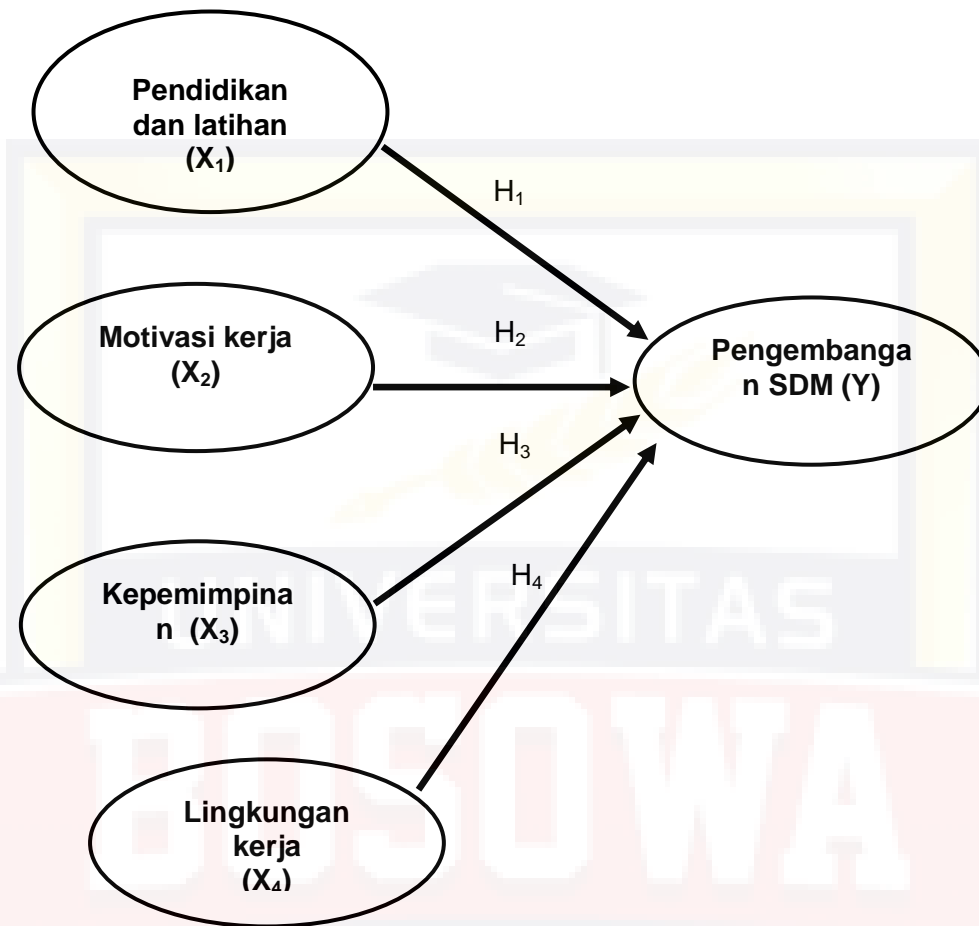 Pendidikan
dan latihan
(X₁)
H₁
Motivasi kerja
(X₂)
H₂
Pengembanga
n SDM (Y)
H₃
Kepemimpina
n (X₃)
H₄
Lingkungan
kerja
(X₄)
UNIVERSITAS
BOSOWA